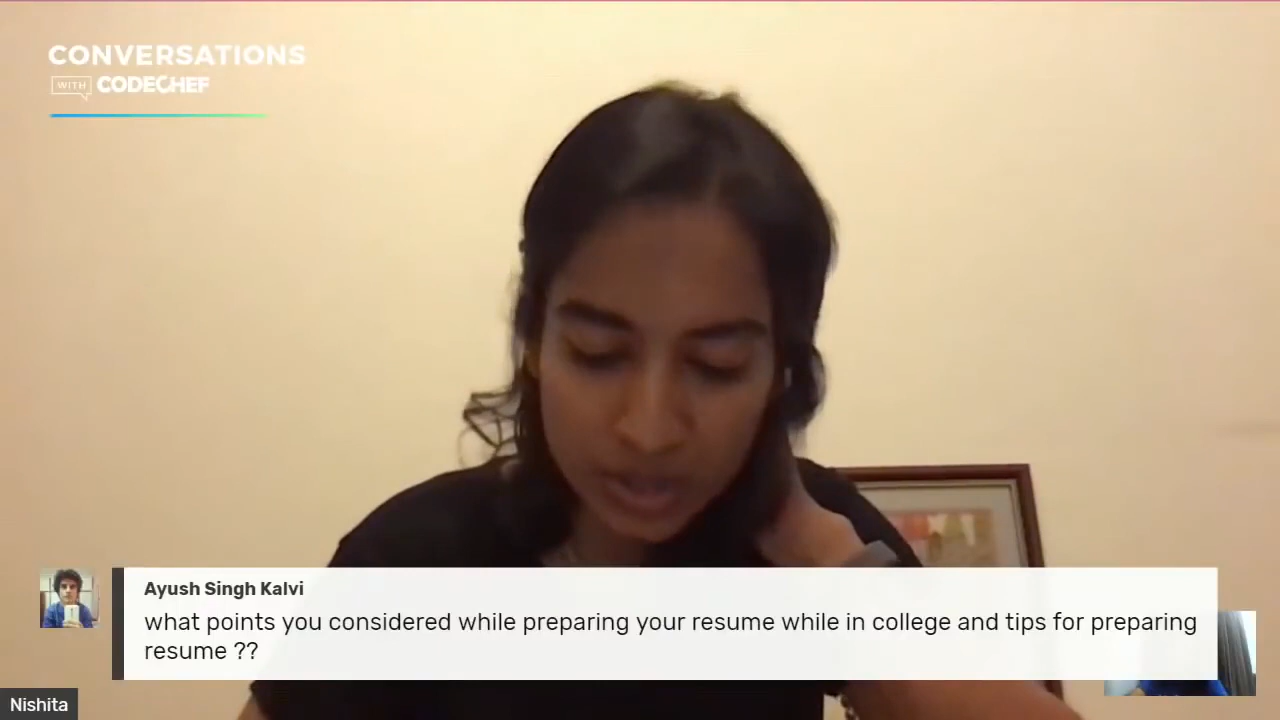 CONVERSATIONS
WITH CODECHEF
Ayush Singh Kalvi
what points you considered while preparing your resume while in college and tips for preparing
resume ??
Nishita